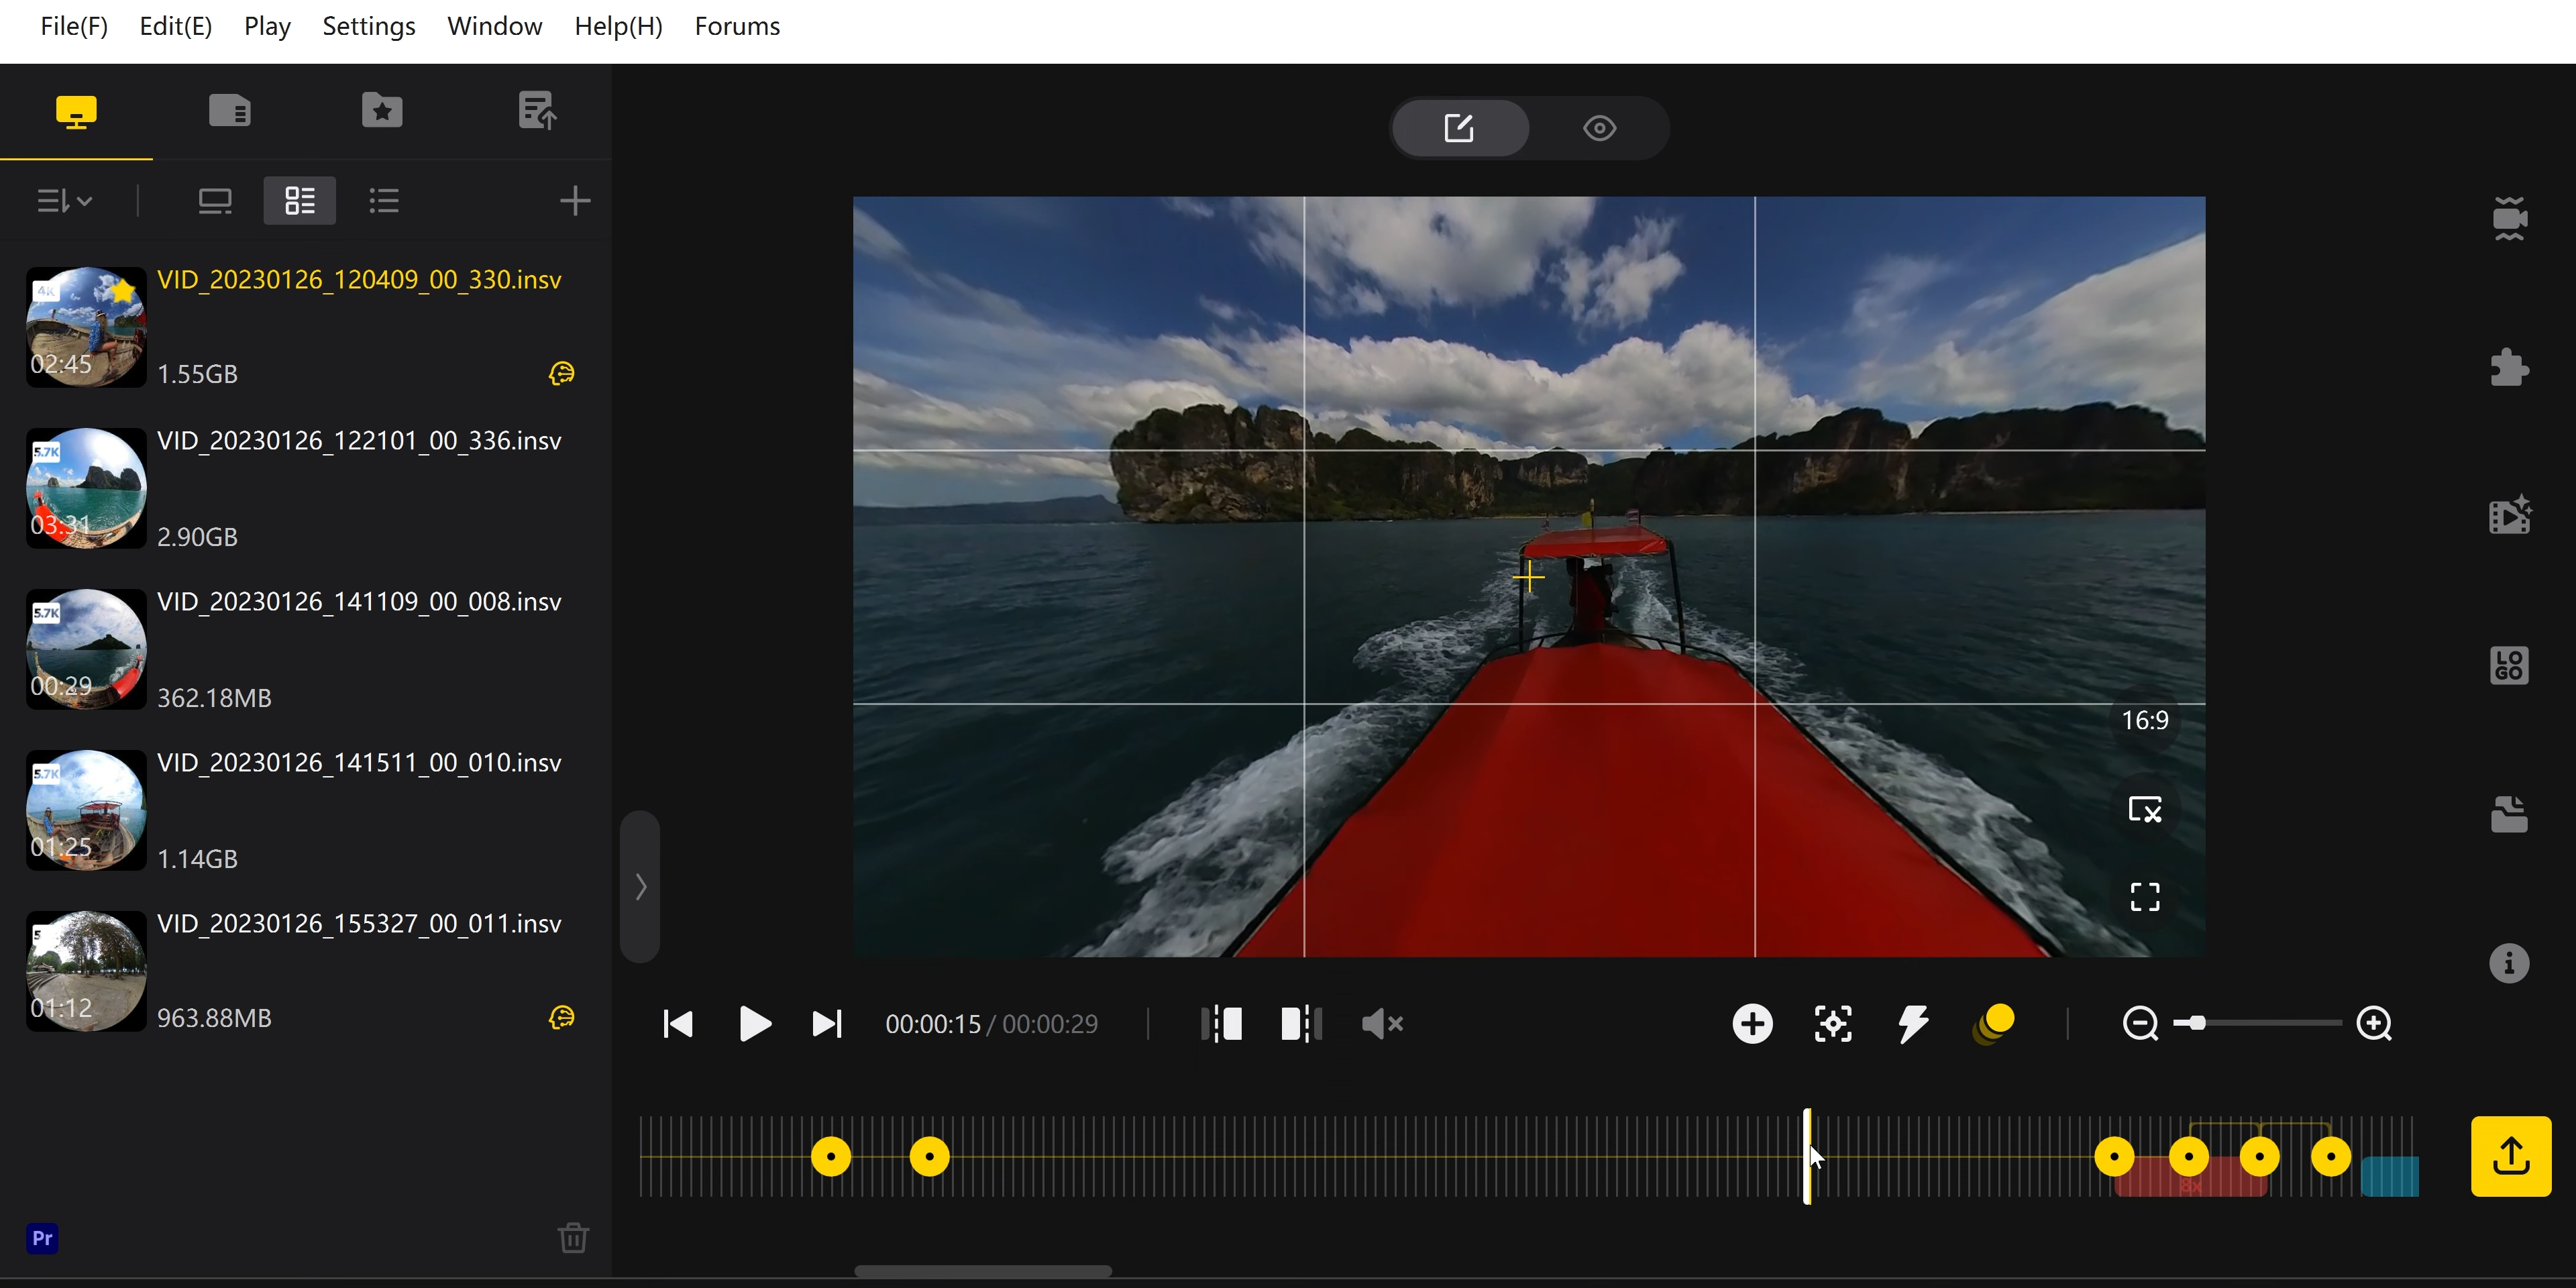 File(F) Edit(E) Play Settings Window Help(H) Forums
4K
VID_20230126_120409_00_330.insv
02:45
1.55GB
5.7K
VID_20230126_122101_00_336.insv
03:31
2.90GB
5.7K
VID_20230126_141109_00_008.insv
00:29
362.18MB
5.7K
VID_20230126_141511_00_010.insv
01:25
1.14GB
5
VID_20230126_155327_00_011.insv
01:12
963.88MB
Pr
16:9
LO
GO
00:00:15 / 00:00:29
8x